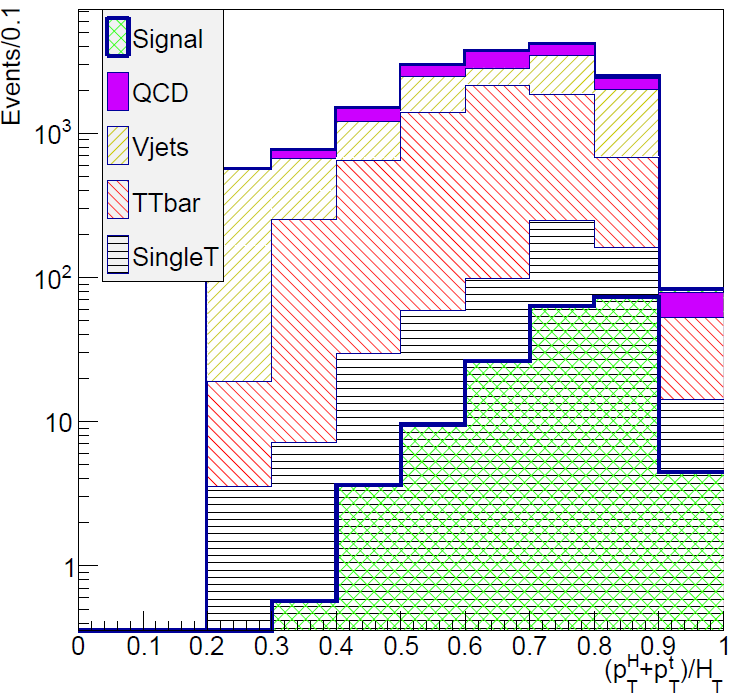 Events/0.1
Signal
QCD
Vjets
TTbar
SingleT
10³
10²
10
1
0 0.1 0.2 0.3 0.4 0.5 0.6 0.7 0.8 0.9 1
(p_T^H+p_T^t)/H_T